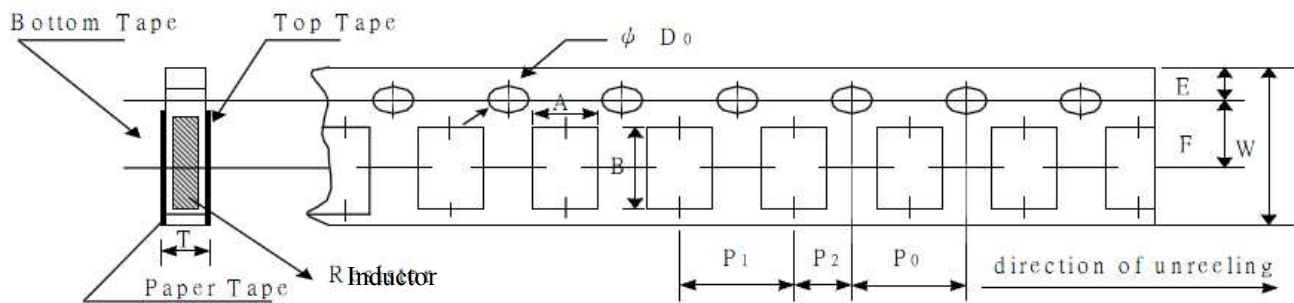 Bottom Tape
Top Tape
ψ D0
A
B
E
F
W
T
P1
P2
P0
Inductor
Paper Tape
direction of unreeling